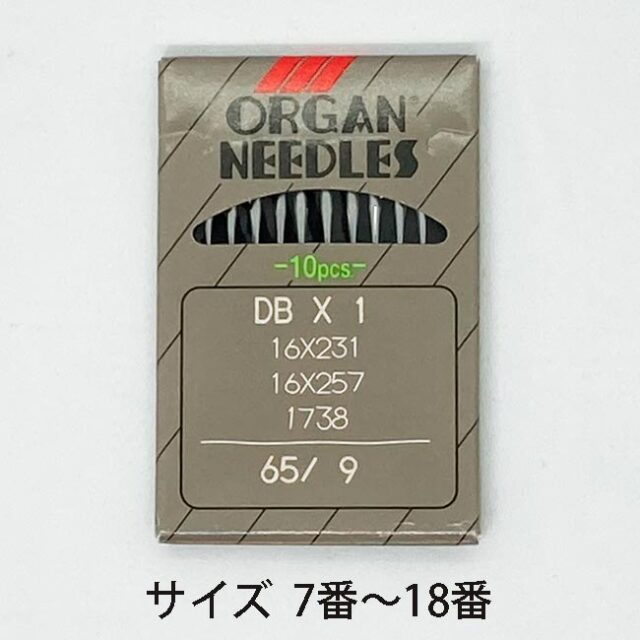 ORGAN®
NEEDLES
-10pcs.-
DB X 1
16X231
16X257
1738
65/ 9
サイズ 7番～18番